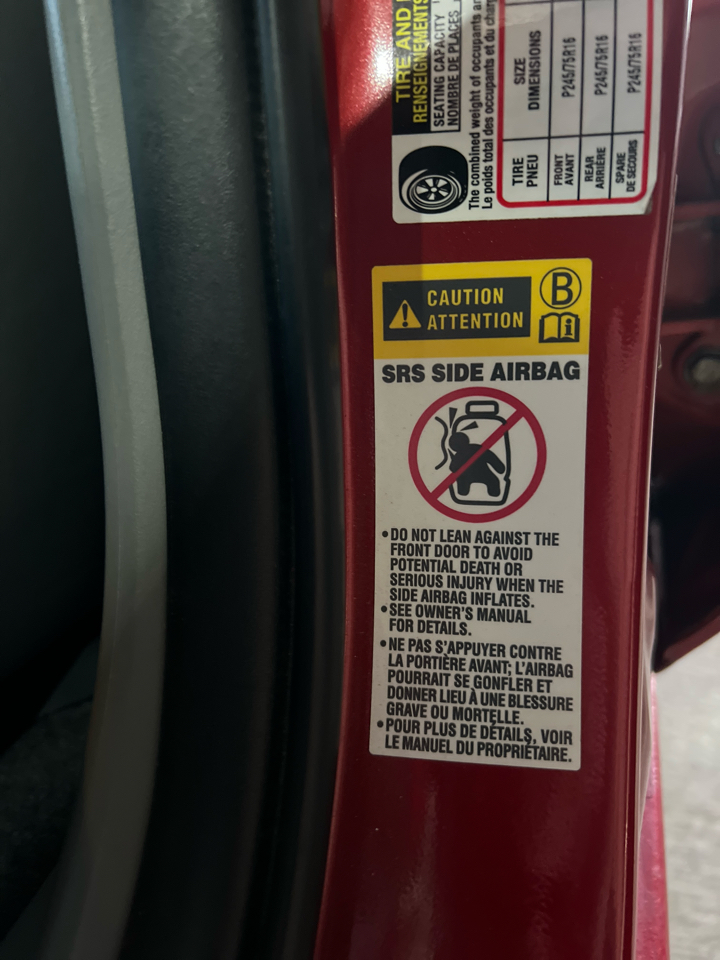 TIRE AND
RENSEIGNEMENTS
SEATING CAPACITY
NOMBRE DE PLACES
The combined weight of occupants
Le poids total des occupants et du
TIRE
PNEU
SIZE
DIMENSIONS
FRONT
AVANT
P245/75R16
REAR
ARRIÈRE
P245/75R16
SPARE
DE SECOURS
P245/75R16
CAUTION
ATTENTION
B
i
SRS SIDE AIRBAG
•DO NOT LEAN AGAINST THE
FRONT DOOR TO AVOID
POTENTIAL DEATH OR
SERIOUS INJURY WHEN THE
SIDE AIRBAG INFLATES.
•SEE OWNER'S MANUAL
FOR DETAILS.
•NE PAS S'APPUYER CONTRE
LA PORTIÈRE AVANT; L'AIRBAG
POURRAIT SE GONFLER ET
DONNER LIEU À UNE BLESSURE
GRAVE OU MORTELLE.
•POUR PLUS DE DÉTAILS, VOIR
LE MANUEL DU PROPRIÉTAIRE.